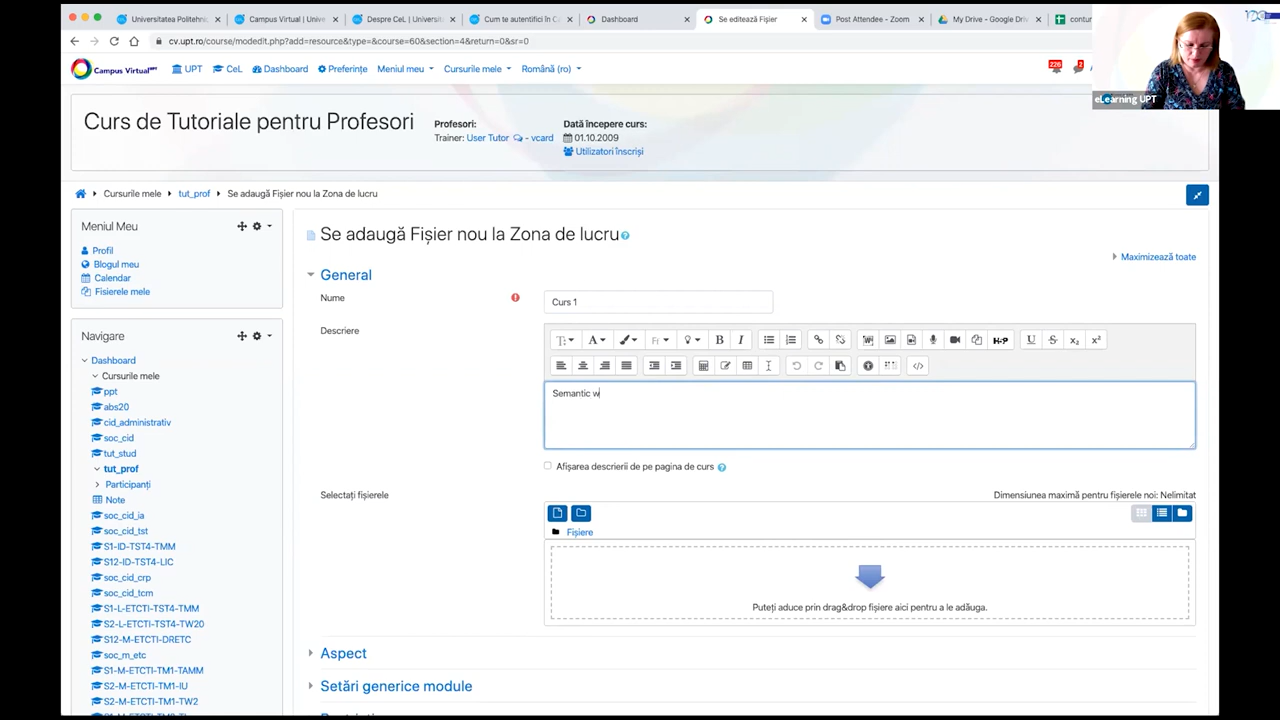 Universitatea Politehnic
Campus Virtual | Unive
Despre CeL | Universita
Cum te autentifici în Ca
Dashboard
Se editează Fișier
Post Attendee - Zoom
My Drive - Google Drive
contur
cv.upt.ro/course/modedit.php?add=resource&type=&course=60&section=4&return=0&sr=0
eLearning UPT
Campus Virtual UPT
UPT
CeL
Dashboard
Preferințe
Meniul meu
Cursurile mele
Română (ro)
226
2
Curs de Tutoriale pentru Profesori
Profesori:
Trainer: User Tutor - vcard
Dată începere curs:
01.10.2009
Utilizatori înscriși
Cursurile mele
tut_prof
Se adaugă Fișier nou la Zona de lucru
Meniul Meu
Profil
Blogul meu
Calendar
Fisierele mele
Navigare
Dashboard
Cursurile mele
ppt
abs20
cid_administrativ
soc_cid
tut_stud
tut_prof
Participanți
Note
soc_cid_ia
soc_cid_tst
S1-ID-TST4-TMM
S12-ID-TST4-LIC
soc_cid_crp
soc_cid_tcm
S1-L-ETCTI-TST4-TMM
S2-L-ETCTI-TST4-TW20
S12-M-ETCTI-DRETC
soc_m_etc
S1-M-ETCTI-TM1-TAMM
S2-M-ETCTI-TM1-IU
S2-M-ETCTI-TM1-TW2
Se adaugă Fișier nou la Zona de lucru
Maximizează toate
General
Nume
Curs 1
Descriere
H-P
Semantic w
Afișarea descrierii de pe pagina de curs
Selectați fișierele
Dimensiunea maximă pentru fișierele noi: Nelimitat
Fișiere
Puteți aduce prin drag&drop fișiere aici pentru a le adăuga.
Aspect
Setări generice module